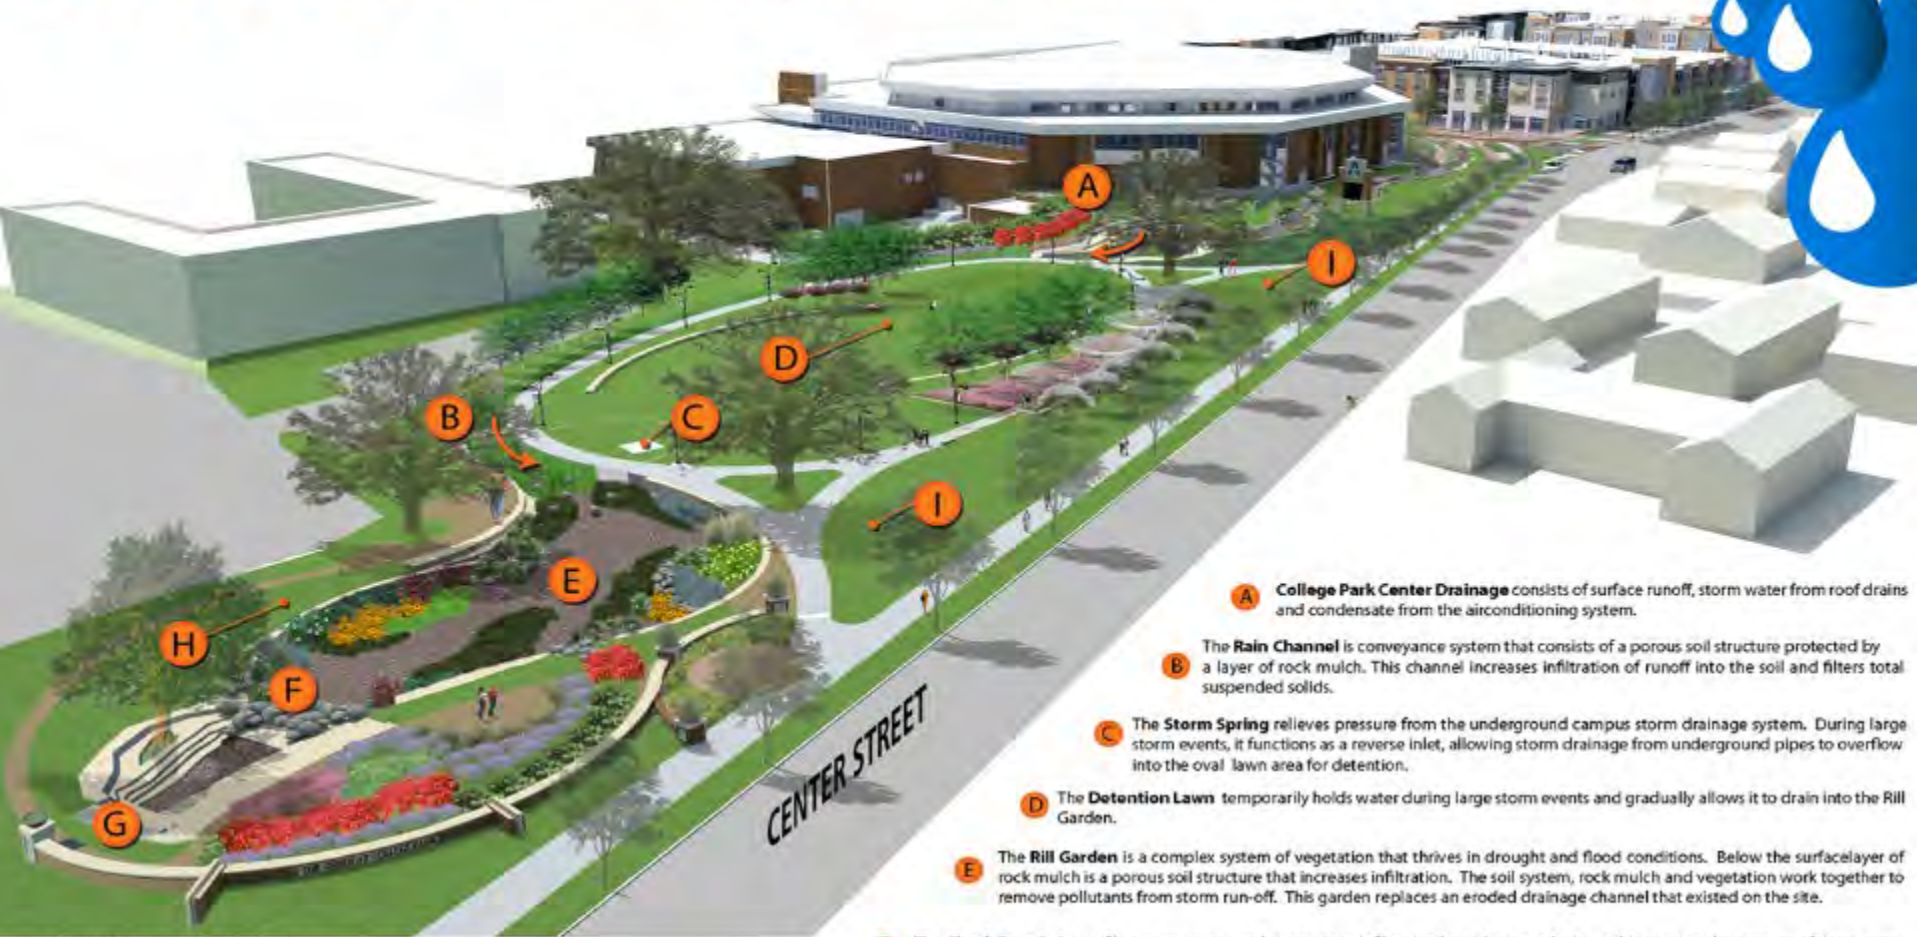 A
I
D
B
C
I
E
H
F
G
CENTER STREET
A College Park Center Drainage consists of surface runoff, storm water from roof drains
and condensate from the airconditioning system.
B The Rain Channel is conveyance system that consists of a porous soil structure protected by
a layer of rock mulch. This channel increases infiltration of runoff into the soil and filters total
suspended solids.
C The Storm Spring relieves pressure from the underground campus storm drainage system. During large
storm events, it functions as a reverse inlet, allowing storm drainage from underground pipes to overflow
into the oval lawn area for detention.
D The Detention Lawn temporarily holds water during large storm events and gradually allows it to drain into the Rill
Garden.
E The Rill Garden is a complex system of vegetation that thrives in drought and flood conditions. Below the surfacelayer of
rock mulch is a porous soil structure that increases infiltration. The soil system, rock mulch and vegetation work together to
remove pollutants from storm run-off. This garden replaces an eroded drainage channel that existed on the site.